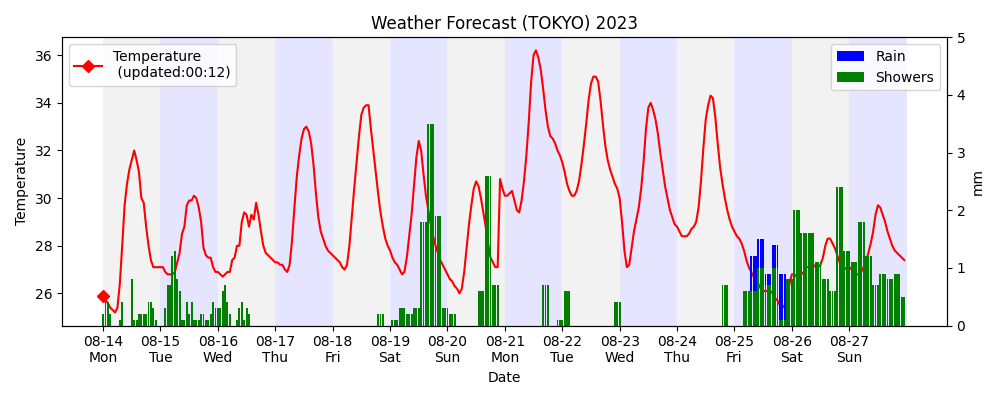 Weather Forecast (TOKYO) 2023
Temperature
(updated:00:12)
Rain
Showers
36
34
32
30
28
26
Temperature
5
4
3
2
1
0
mm
08-14 08-15 08-16 08-17 08-18 08-19 08-20 08-21 08-22 08-23 08-24 08-25 08-26 08-27
Mon Tue Wed Thu Fri Sat Sun Mon Tue Wed Thu Fri Sat Sun
Date